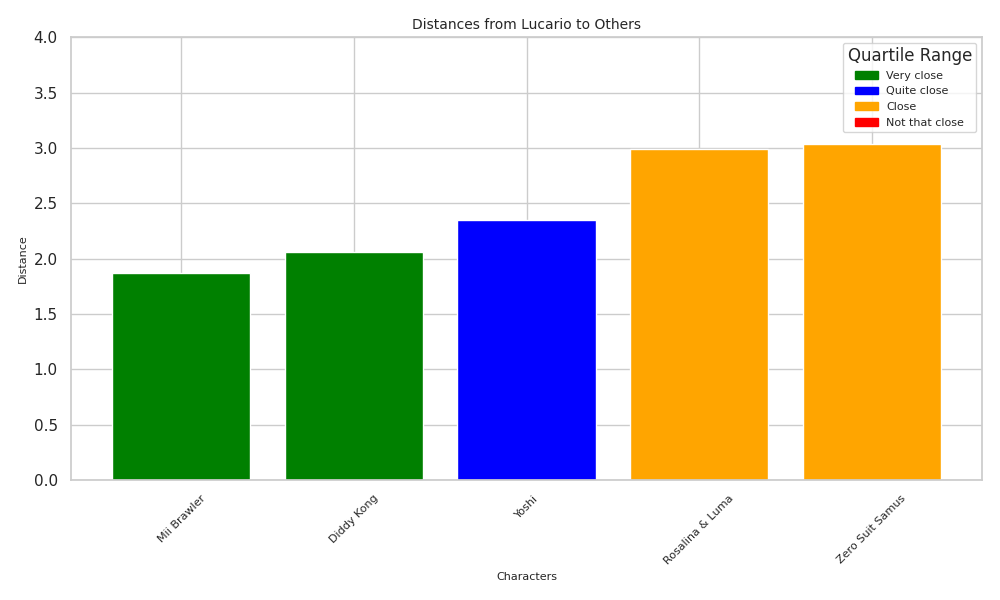 Distances from Lucario to Others
Quartile Range
Very close
Quite close
Close
Not that close
4.0
3.5
3.0
2.5
2.0
1.5
1.0
0.5
0.0
Distance
Mii Brawler
Diddy Kong
Yoshi
Rosalina & Luma
Zero Suit Samus
Characters